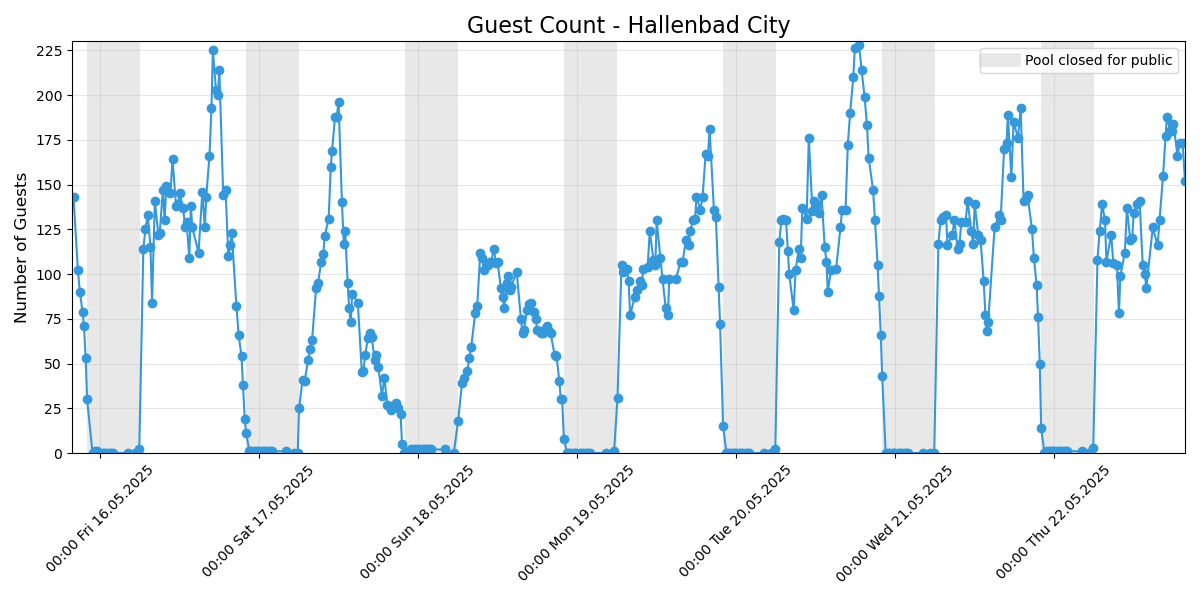 Guest Count - Hallenbad City
Pool closed for public
Number of Guests
225
200
175
150
125
100
75
50
25
0
00:00 Fri 16.05.2025
00:00 Sat 17.05.2025
00:00 Sun 18.05.2025
00:00 Mon 19.05.2025
00:00 Tue 20.05.2025
00:00 Wed 21.05.2025
00:00 Thu 22.05.2025